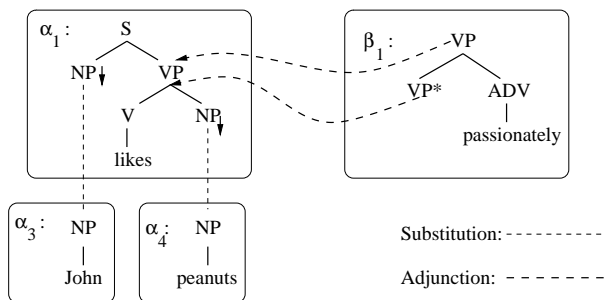 α1: S
NP↓ VP
V NP↓
likes
β1: VP
VP* ADV
passionately
α3: NP
John
α4: NP
peanuts
Substitution:
Adjunction: